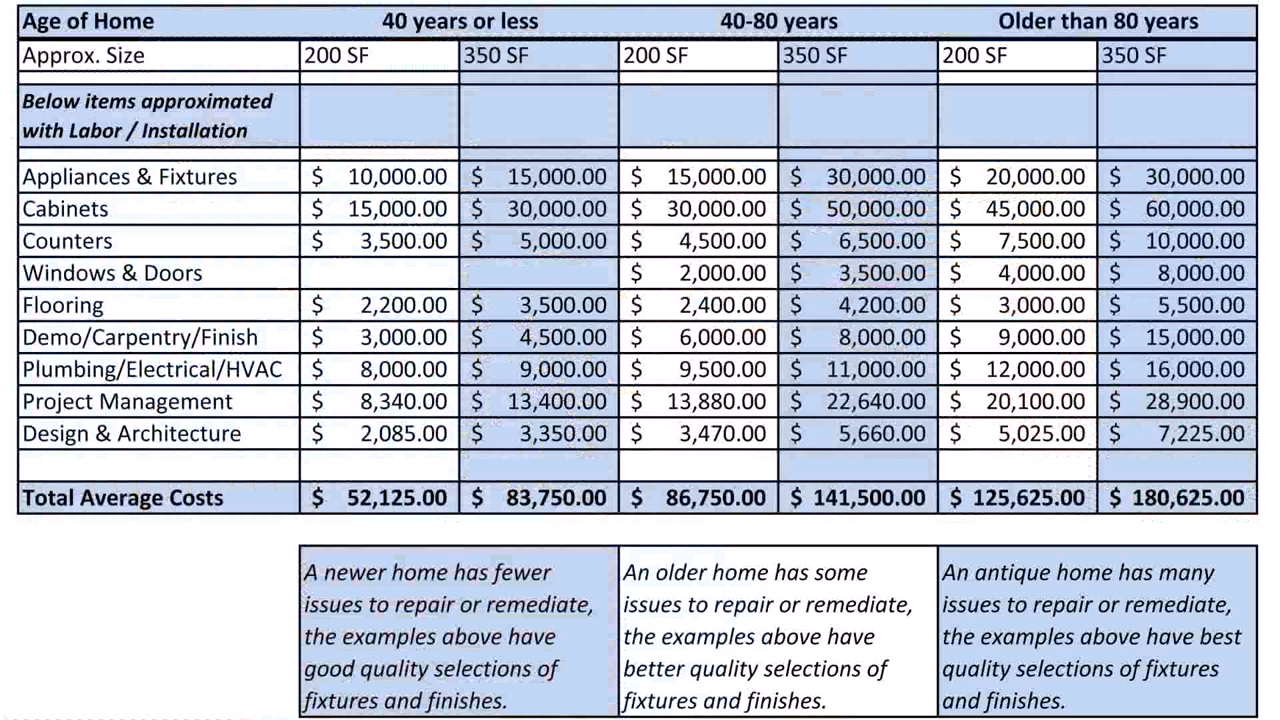 Age of Home 40 years or less 40-80 years Older than 80 years
Approx. Size 200 SF 350 SF 200 SF 350 SF 200 SF 350 SF
Below items approximated
with Labor / Installation
Appliances & Fixtures $ 10,000.00 $ 15,000.00 $ 15,000.00 $ 30,000.00 $ 20,000.00 $ 30,000.00
Cabinets $ 15,000.00 $ 30,000.00 $ 30,000.00 $ 50,000.00 $ 45,000.00 $ 60,000.00
Counters $ 3,500.00 $ 5,000.00 $ 4,500.00 $ 6,500.00 $ 7,500.00 $ 10,000.00
Windows & Doors $ 2,000.00 $ 3,500.00 $ 4,000.00 $ 8,000.00
Flooring $ 2,200.00 $ 3,500.00 $ 2,400.00 $ 4,200.00 $ 3,000.00 $ 5,500.00
Demo/Carpentry/Finish $ 3,000.00 $ 4,500.00 $ 6,000.00 $ 8,000.00 $ 9,000.00 $ 15,000.00
Plumbing/Electrical/HVAC $ 8,000.00 $ 9,000.00 $ 9,500.00 $ 11,000.00 $ 12,000.00 $ 16,000.00
Project Management $ 8,340.00 $ 13,400.00 $ 13,880.00 $ 22,640.00 $ 20,100.00 $ 28,900.00
Design & Architecture $ 2,085.00 $ 3,350.00 $ 3,470.00 $ 5,660.00 $ 5,025.00 $ 7,225.00
Total Average Costs $ 52,125.00 $ 83,750.00 $ 86,750.00 $ 141,500.00 $ 125,625.00 $ 180,625.00
A newer home has fewer
issues to repair or remediate,
the examples above have
good quality selections of
fixtures and finishes.
An older home has some
issues to repair or remediate,
the examples above have
better quality selections of
fixtures and finishes.
An antique home has many
issues to repair or remediate,
the examples above have best
quality selections of fixtures
and finishes.